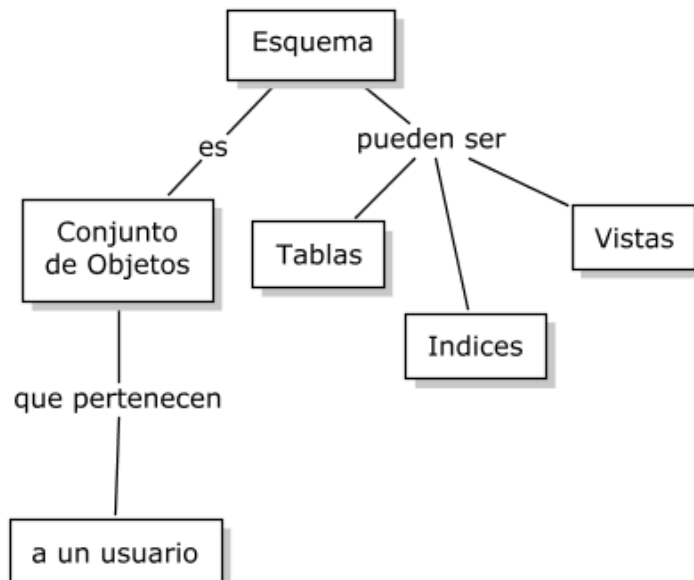 Esquema
es
pueden ser
Conjunto
de Objetos
Tablas
Vistas
Indices
que pertenecen
a un usuario